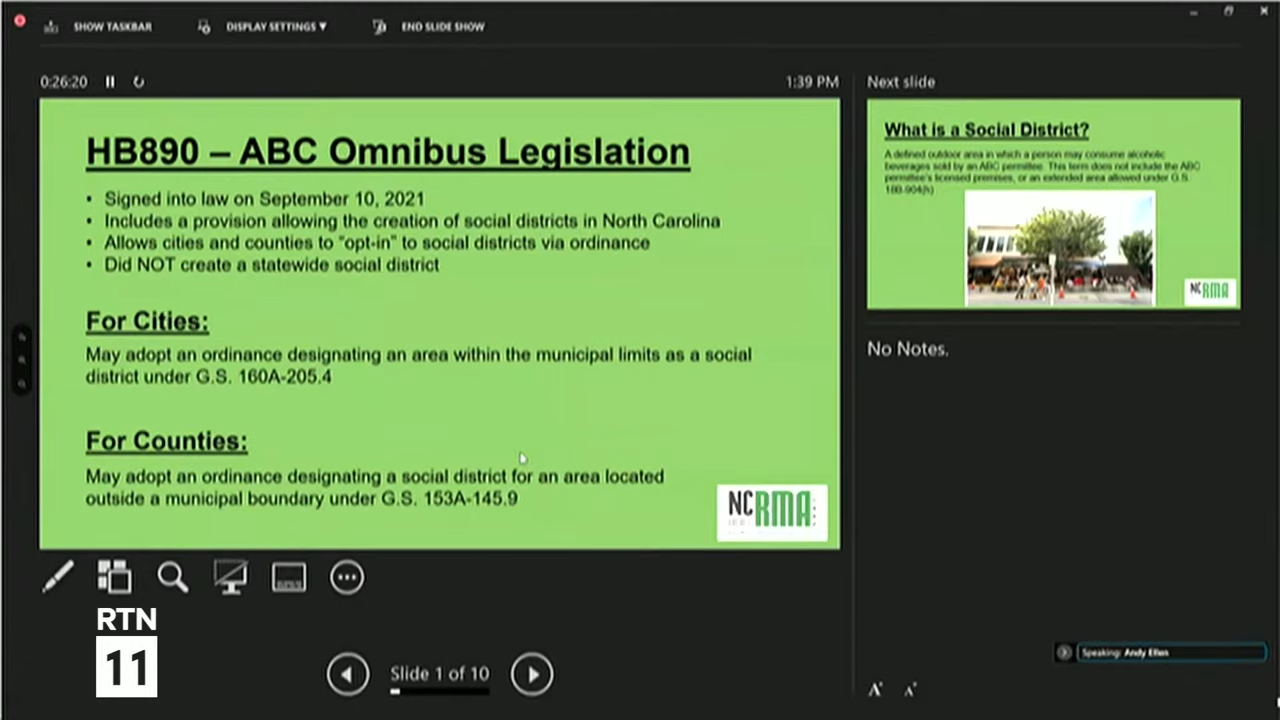 SHOW TASKBAR
DISPLAY SETTINGS ▼
END SLIDE SHOW
0:26:20
1:39 PM
HB890 – ABC Omnibus Legislation
• Signed into law on September 10, 2021
• Includes a provision allowing the creation of social districts in North Carolina
• Allows cities and counties to "opt-in" to social districts via ordinance
• Did NOT create a statewide social district
For Cities:
May adopt an ordinance designating an area within the municipal limits as a social
district under G.S. 160A-205.4
For Counties:
May adopt an ordinance designating a social district for an area located
outside a municipal boundary under G.S. 153A-145.9
NCRMA
Next slide
What is a Social District?
A defined outdoor area in which a person may consume alcoholic
beverages sold by an ABC permittee. This term does not include the ABC
permittee's licensed premises, or an extended area allowed under G.S.
18B-904(h)
NCRMA
No Notes.
RTN
11
Slide 1 of 10
Speaking: Andy Ellen
A A